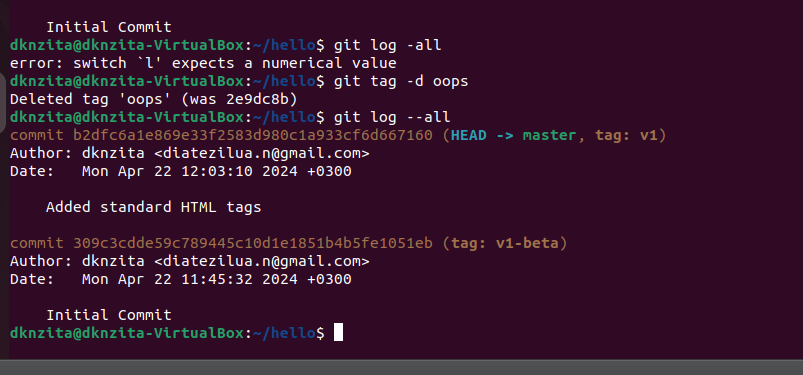 Initial Commit
dknzita@dknzita-VirtualBox:~/hello$ git log -all
error: switch `l' expects a numerical value
dknzita@dknzita-VirtualBox:~/hello$ git tag -d oops
Deleted tag 'oops' (was 2e9dc8b)
dknzita@dknzita-VirtualBox:~/hello$ git log --all
commit b2dfc6a1e869e33f2583d980c1a933cf6d667160 (HEAD -> master, tag: v1)
Author: dknzita <diatezilua.n@gmail.com>
Date:   Mon Apr 22 12:03:10 2024 +0300
Added standard HTML tags
commit 309c3cdde59c789445c10d1e1851b4b5fe1051eb (tag: v1-beta)
Author: dknzita <diatezilua.n@gmail.com>
Date:   Mon Apr 22 11:45:32 2024 +0300
Initial Commit
dknzita@dknzita-VirtualBox:~/hello$